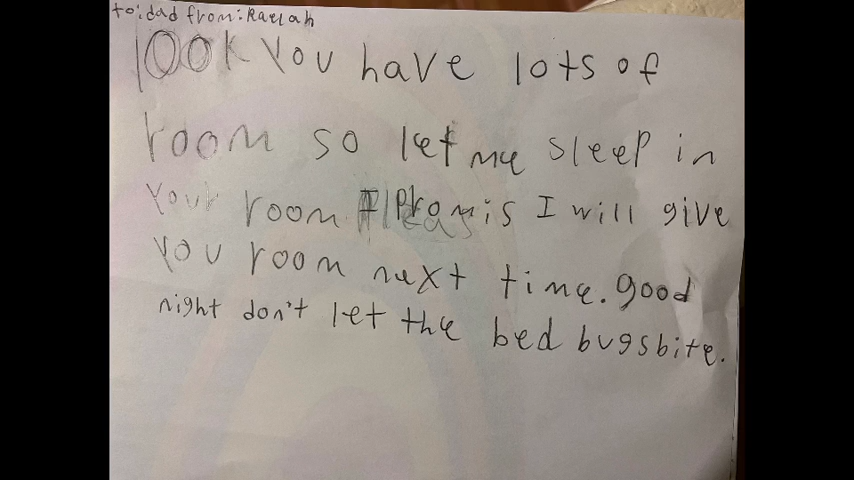 to: dad from: Raelah
look you have lots of
room so let me sleep in
your room I promis I will give
you room next time. good
night don't let the bed bugsbite.